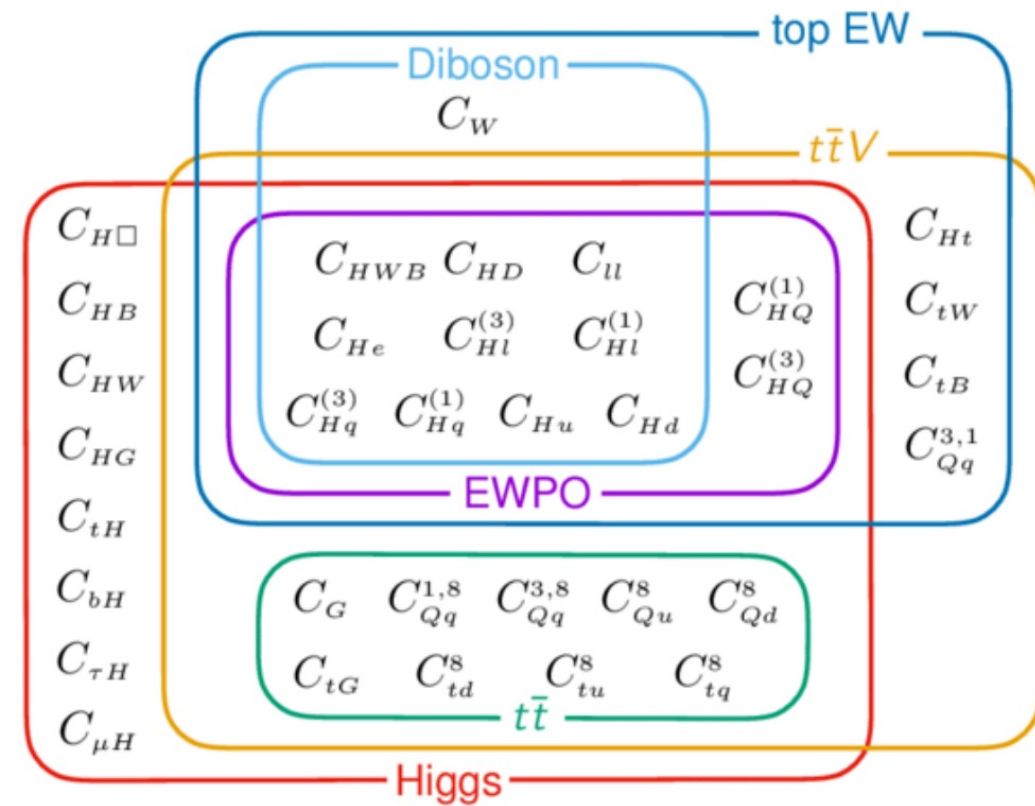 top EW
Diboson
C_W
tt̄V
C_{H□}
C_{Ht}
C_{HWB} C_{HD} C_{ll}
C_{HB}
C_{HQ}^{(1)}
C_{tW}
C_{He} C_{Hl}^{(3)} C_{Hl}^{(1)}
C_{HW}
C_{HQ}^{(3)}
C_{tB}
C_{Hq}^{(3)} C_{Hq}^{(1)} C_{Hu} C_{Hd}
C_{HG}
C_{Qq}^{3,1}
EWPO
C_{tH}
C_{bH}
C_G C_{Qq}^{1,8} C_{Qq}^{3,8} C_{Qu}^{8} C_{Qd}^{8}
C_{τH}
C_{tG} C_{td}^{8} C_{tu}^{8} C_{tq}^{8}
tt̄
C_{μH}
Higgs